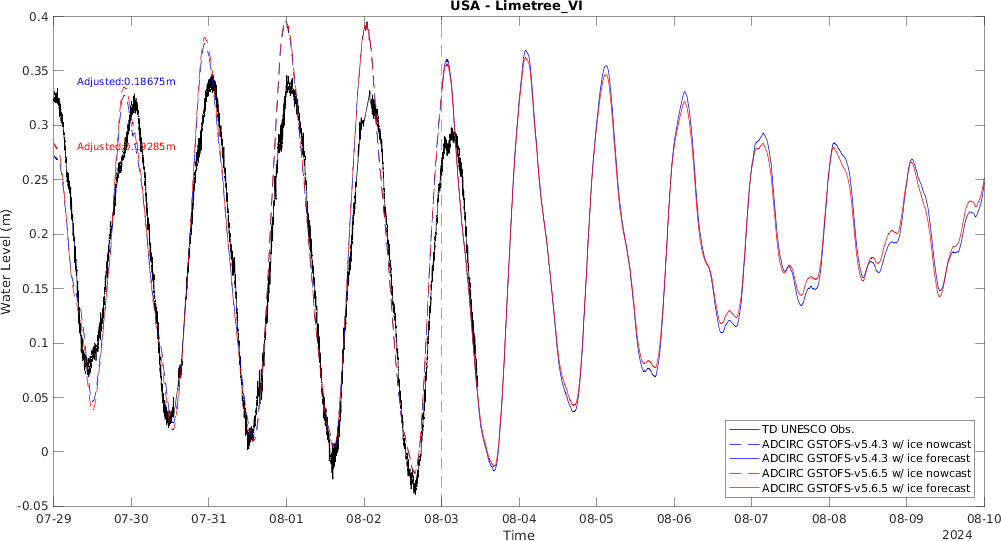 USA - Limetree_VI
0.4
0.35
0.3
0.25
0.2
0.15
0.1
0.05
0
-0.05
Water Level (m)
Adjusted:0.18675m
Adjusted:0.19285m
TD UNESCO Obs.
ADCIRC GSTOFS-v5.4.3 w/ ice nowcast
ADCIRC GSTOFS-v5.4.3 w/ ice forecast
ADCIRC GSTOFS-v5.6.5 w/ ice nowcast
ADCIRC GSTOFS-v5.6.5 w/ ice forecast
07-29 07-30 07-31 08-01 08-02 08-03 08-04 08-05 08-06 08-07 08-08 08-09 08-10
Time
2024